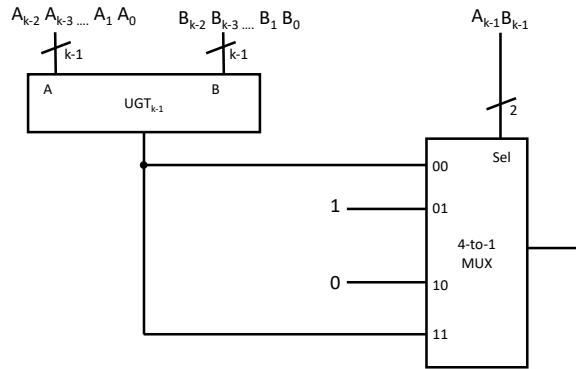 A_{k-2} A_{k-3} .... A_1 A_0 B_{k-2} B_{k-3} .... B_1 B_0
A_{k-1}B_{k-1}
k-1 k-1
A B
UGT_{k-1}
2
Sel
00
1 01
4-to-1
MUX
0 10
11